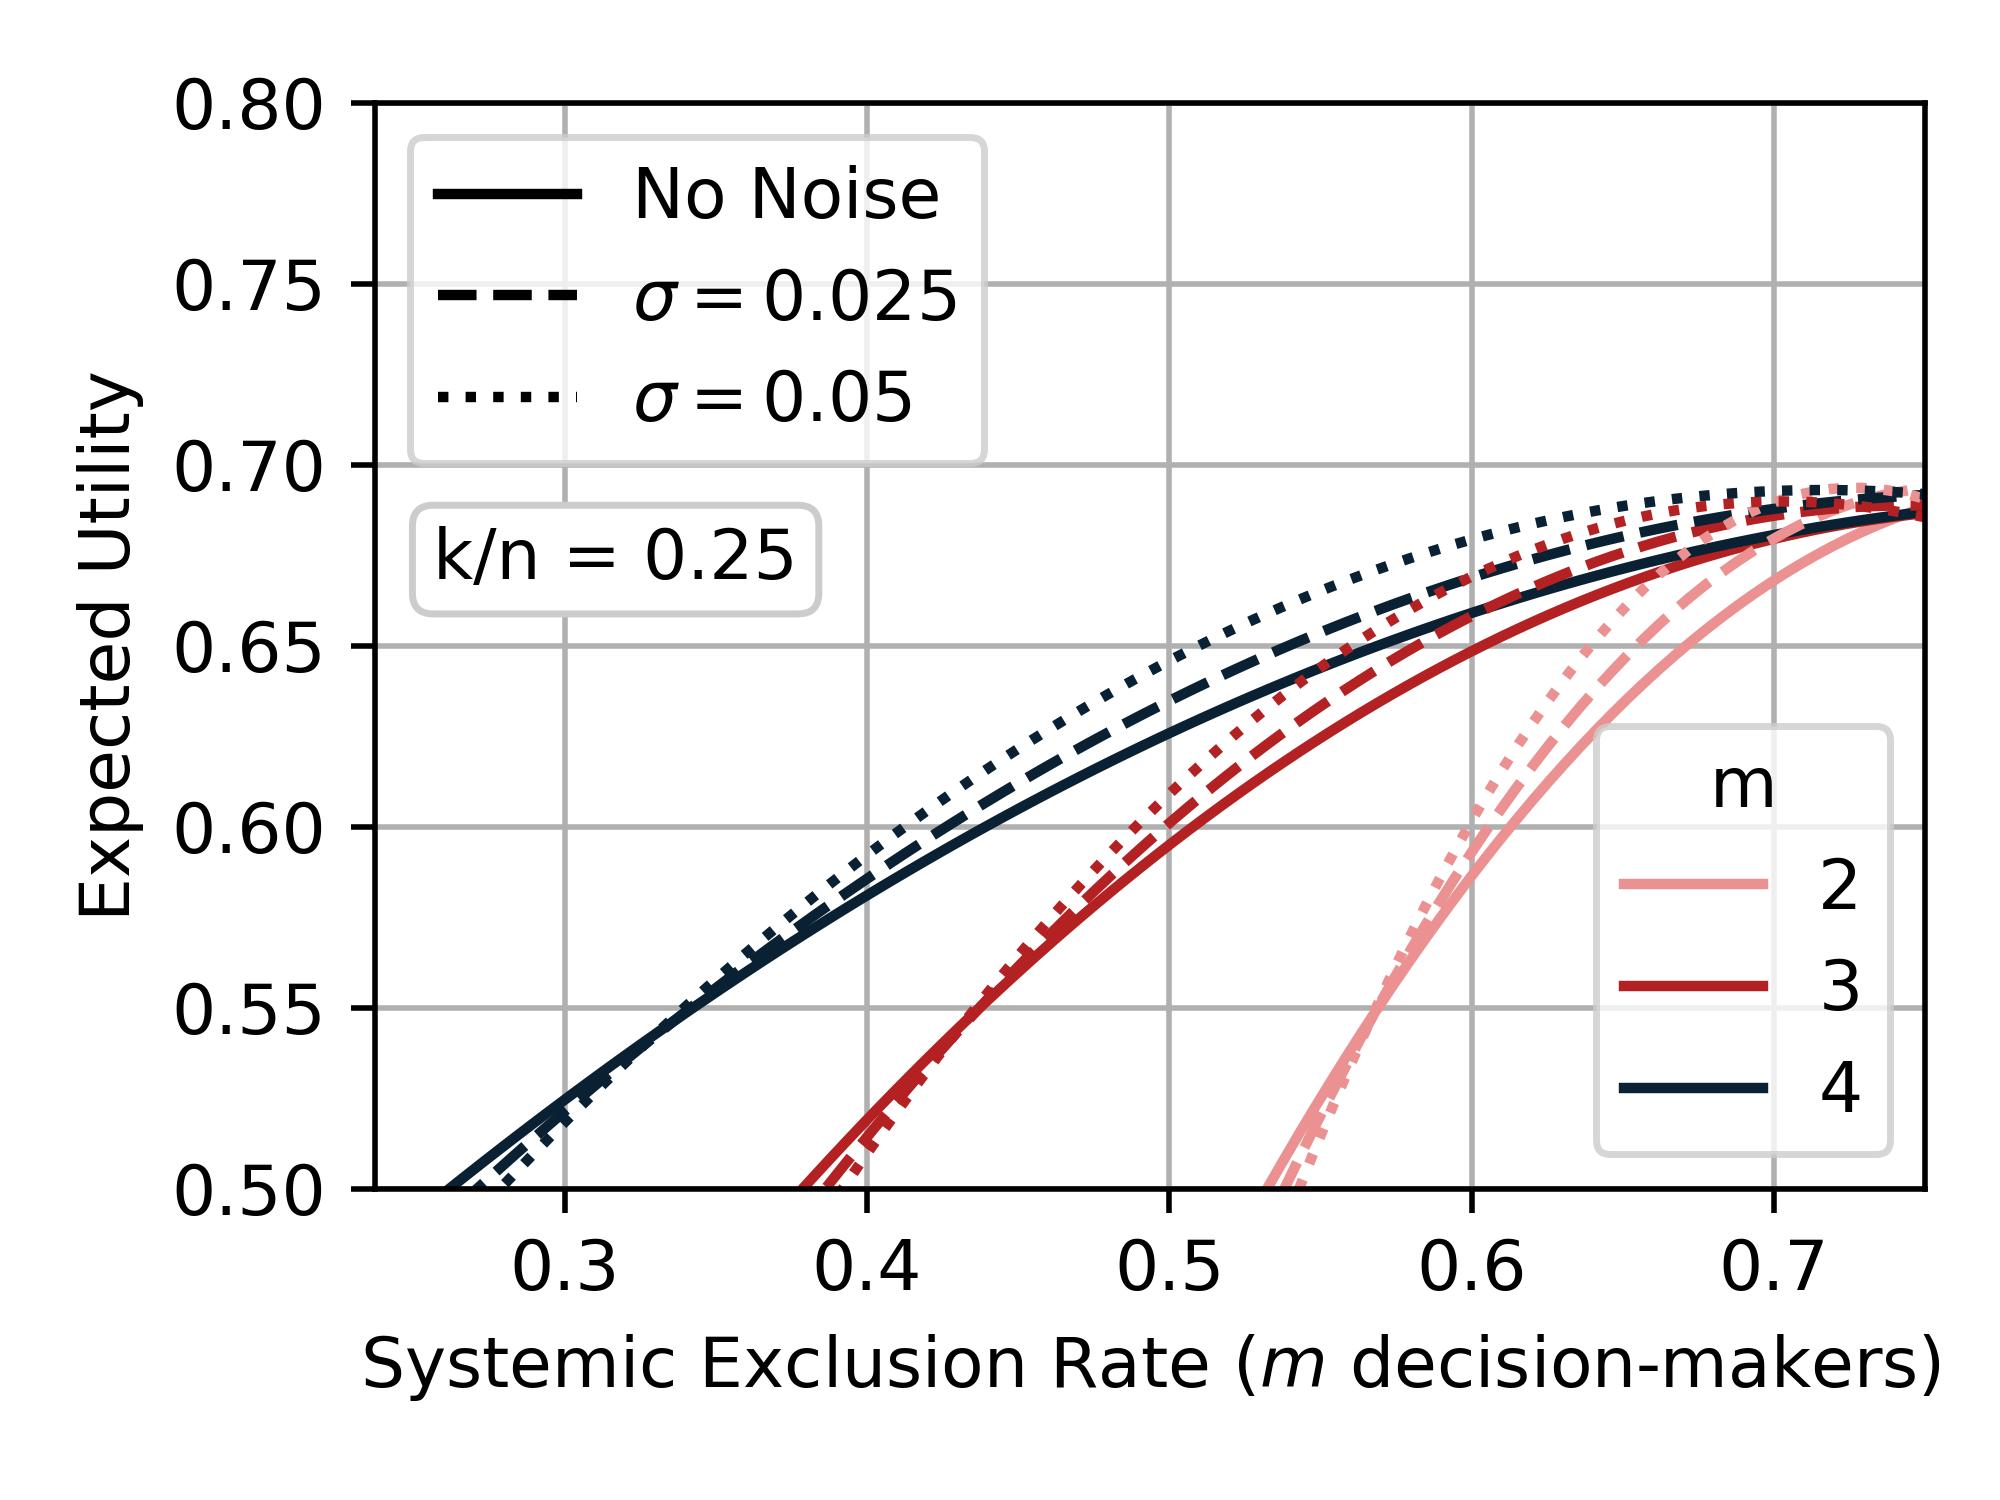 0.80
0.75
0.70
0.65
0.60
0.55
0.50
Expected Utility
No Noise
σ = 0.025
σ = 0.05
k/n = 0.25
m
2
3
4
0.3 0.4 0.5 0.6 0.7
Systemic Exclusion Rate (m decision-makers)